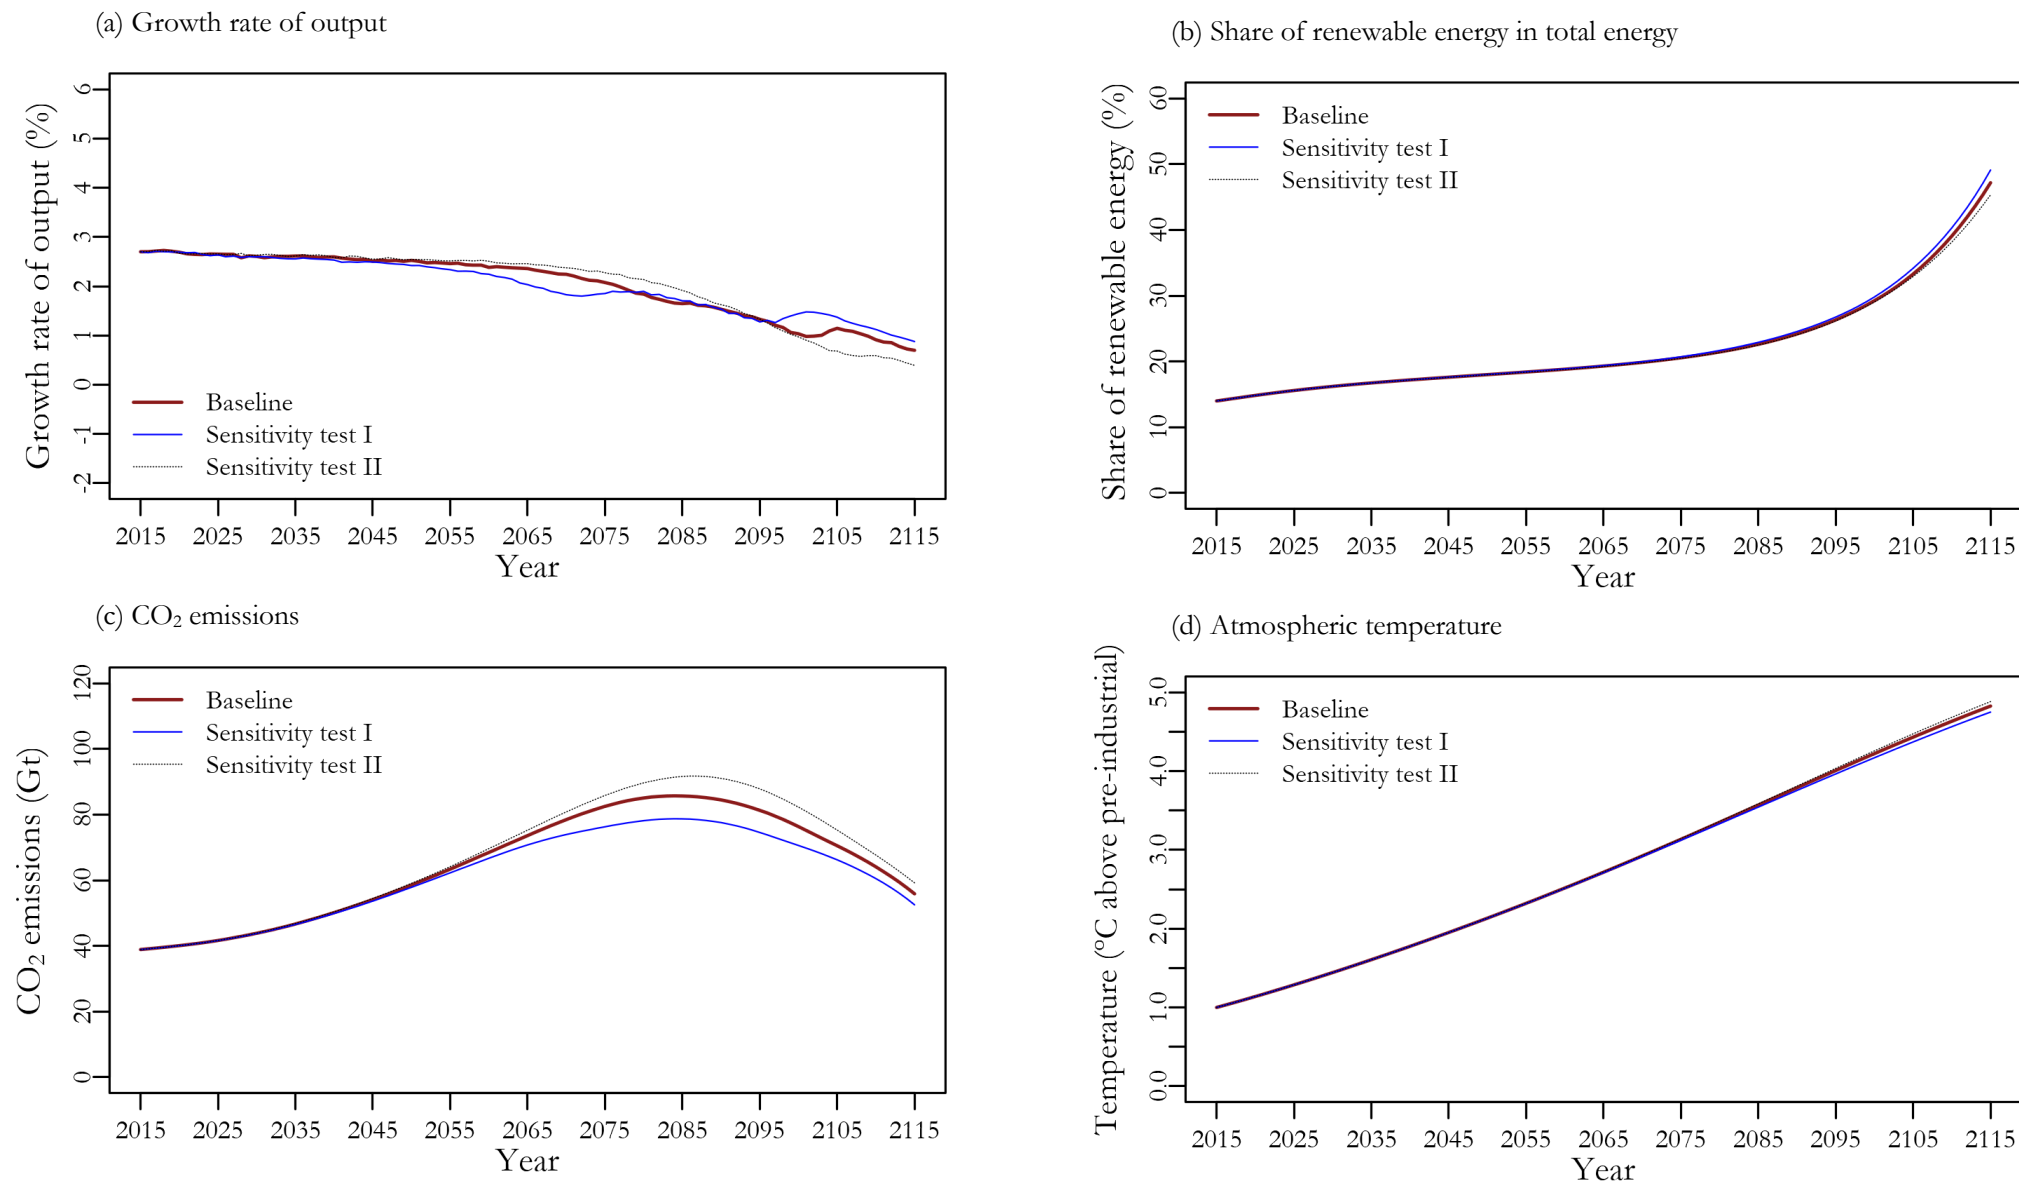 (a) Growth rate of output
Growth rate of output (%)
6
5
4
3
2
1
0
-1
-2
Baseline
Sensitivity test I
Sensitivity test II
2015 2025 2035 2045 2055 2065 2075 2085 2095 2105 2115
Year
(b) Share of renewable energy in total energy
Share of renewable energy (%)
60
50
40
30
20
10
0
Baseline
Sensitivity test I
Sensitivity test II
2015 2025 2035 2045 2055 2065 2075 2085 2095 2105 2115
Year
(c) CO₂ emissions
CO₂ emissions (Gt)
120
100
80
60
40
20
0
Baseline
Sensitivity test I
Sensitivity test II
2015 2025 2035 2045 2055 2065 2075 2085 2095 2105 2115
Year
(d) Atmospheric temperature
Temperature (ºC above pre-industrial)
5.0
4.0
3.0
2.0
1.0
0.0
Baseline
Sensitivity test I
Sensitivity test II
2015 2025 2035 2045 2055 2065 2075 2085 2095 2105 2115
Year